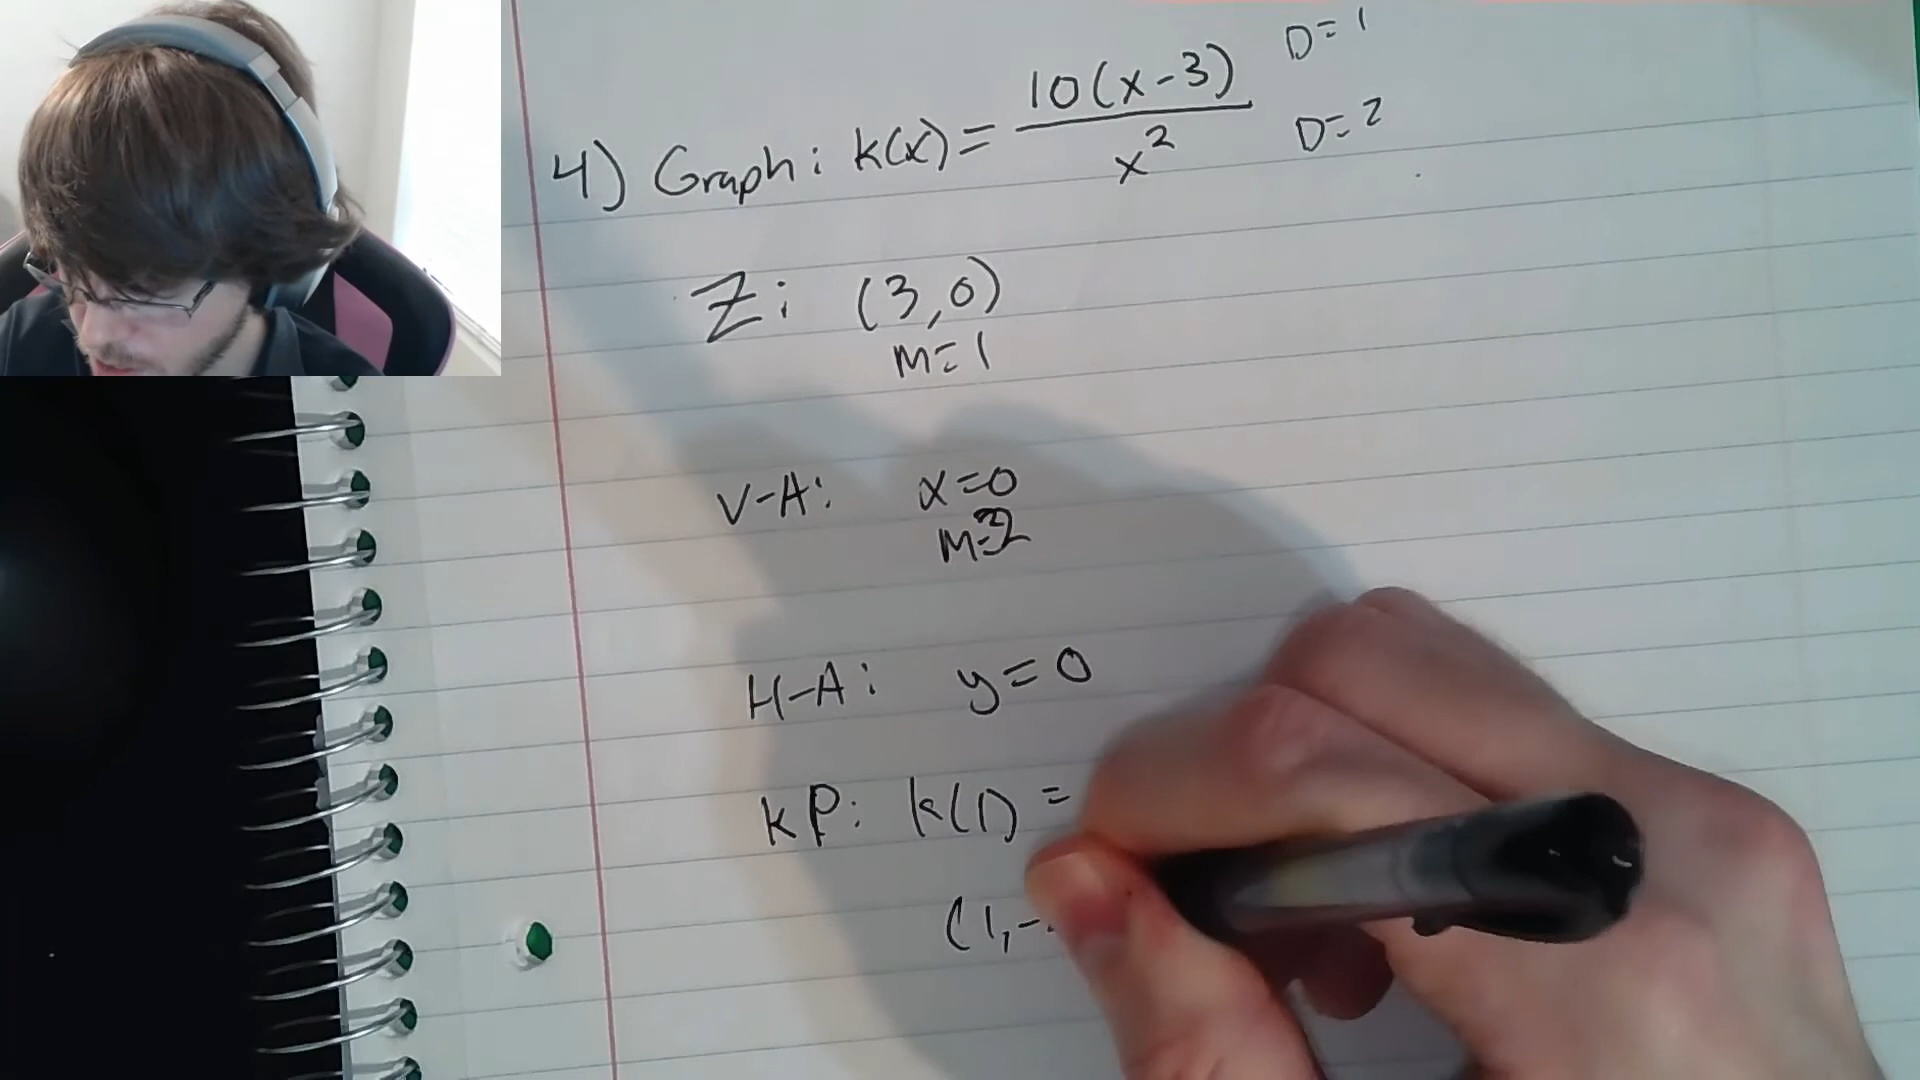 4) Graph: k(x) = 10(x-3) / x² D=1 D=2
Z: (3,0)
m=1
V-A: x=0
m=2
H-A: y=0
KP: k(1) =
(1,-